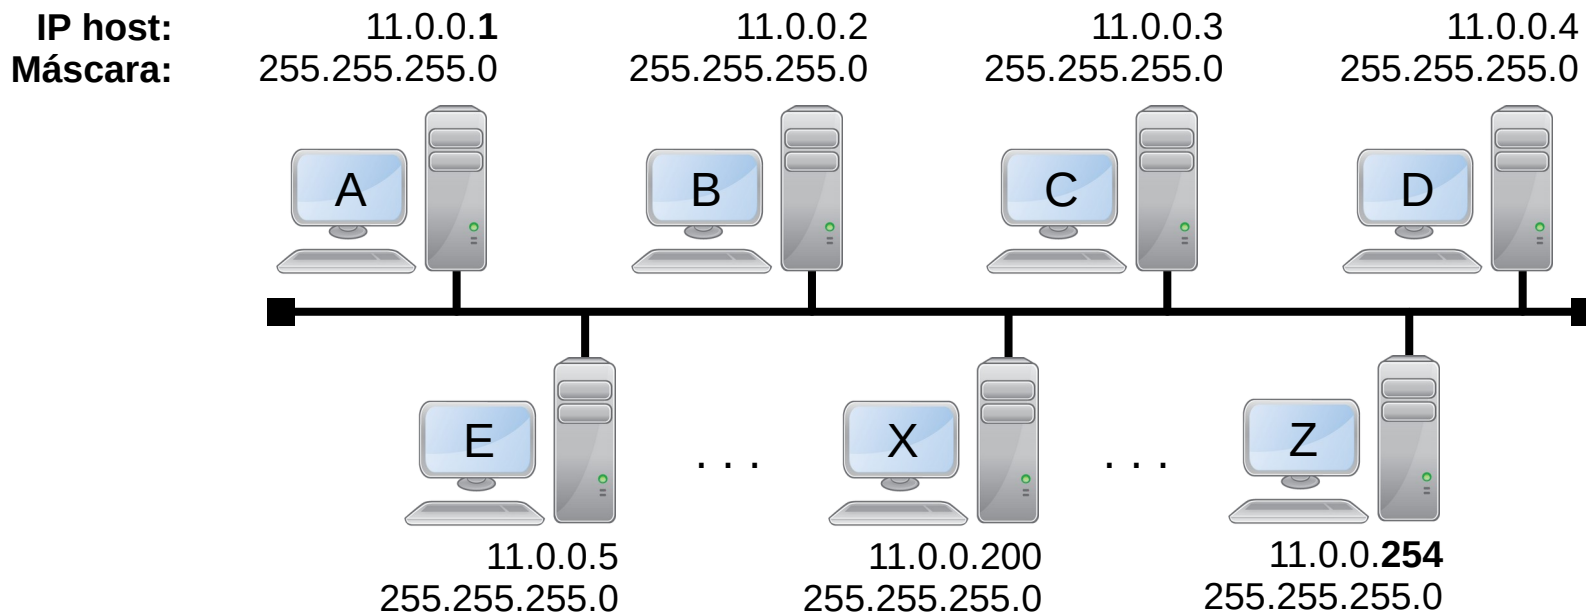 IP host: 11.0.0.1 11.0.0.2 11.0.0.3 11.0.0.4
Máscara: 255.255.255.0 255.255.255.0 255.255.255.0 255.255.255.0
A B C D
E . . . X . . . Z
11.0.0.5 11.0.0.200 11.0.0.254
255.255.255.0 255.255.255.0 255.255.255.0